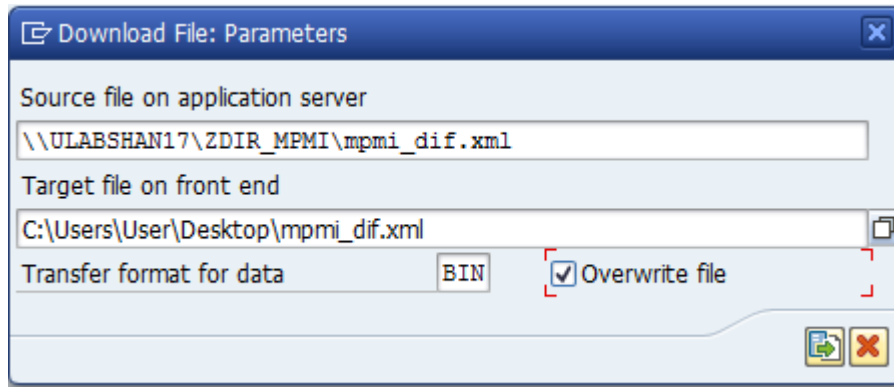 Download File: Parameters
Source file on application server
\\ULABSHAN17\ZDIR_MPMI\mpmi_dif.xml
Target file on front end
C:\Users\User\Desktop\mpmi_dif.xml
Transfer format for data BIN Overwrite file